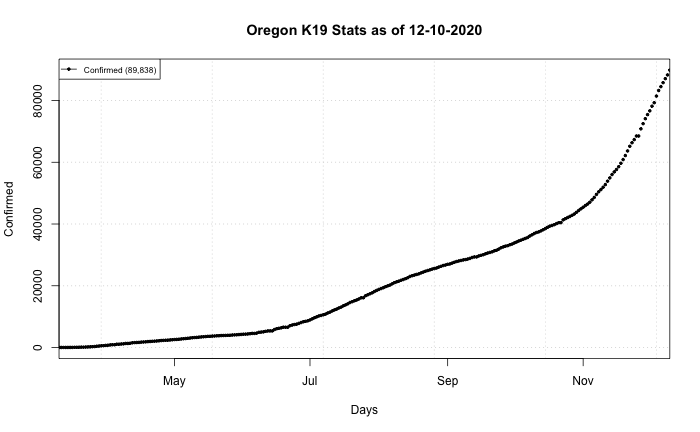 Oregon K19 Stats as of 12-10-2020
Confirmed (89,838)
Confirmed
80000
60000
40000
20000
0
May Jul Sep Nov
Days